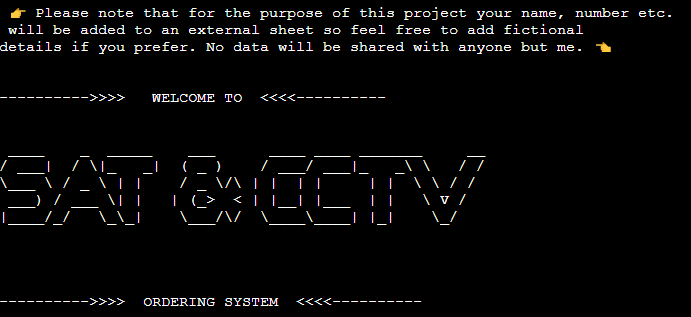 👉 Please note that for the purpose of this project your name, number etc.
will be added to an external sheet so feel free to add fictional
details if you prefer. No data will be shared with anyone but me. 👈
---------->>>> WELCOME TO <<<<----------
SAT & CCTV
---------->>>> ORDERING SYSTEM <<<<----------